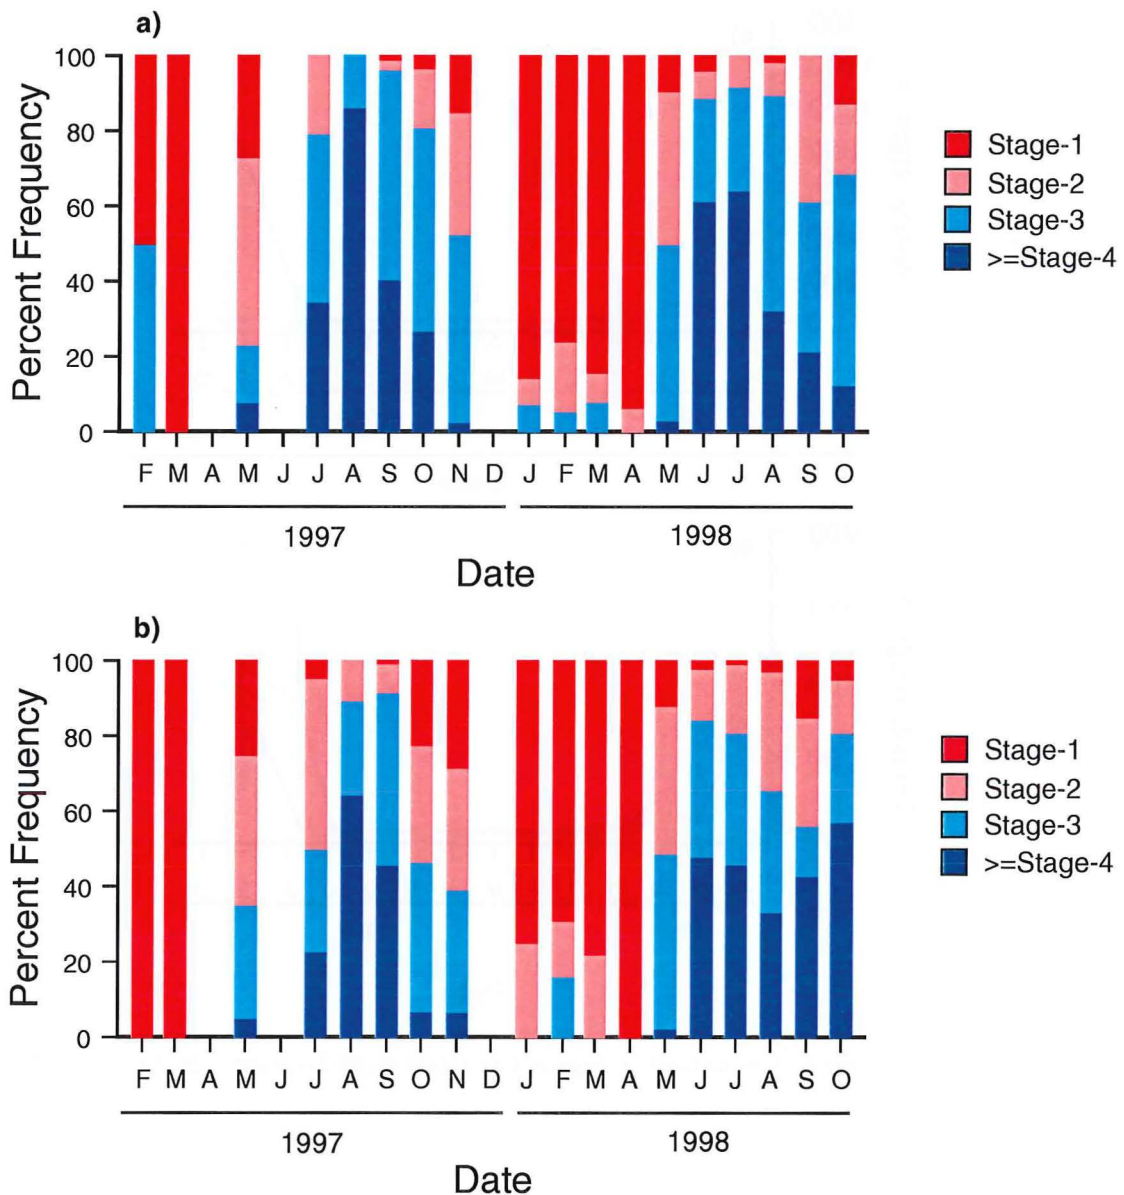 a)
100
80
60
40
20
0
Percent Frequency
F M A M J J A S O N D J F M A M J J A S O
1997 1998
Date
Stage-1
Stage-2
Stage-3
>=Stage-4
b)
100
80
60
40
20
0
Percent Frequency
F M A M J J A S O N D J F M A M J J A S O
1997 1998
Date
Stage-1
Stage-2
Stage-3
>=Stage-4